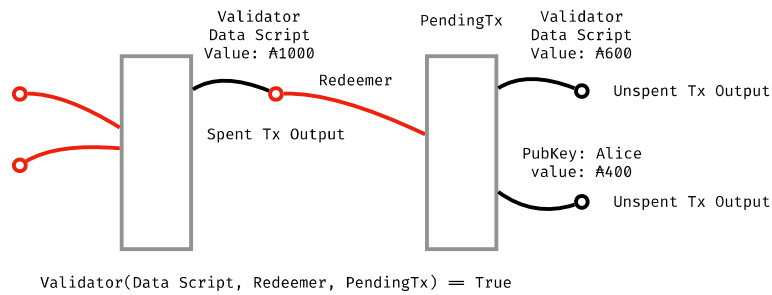 Validator
Data Script
Value: ₳1000
Redeemer
Spent Tx Output
PendingTx
Validator
Data Script
Value: ₳600
Unspent Tx Output
PubKey: Alice
value: ₳400
Unspent Tx Output
Validator(Data Script, Redeemer, PendingTx) == True